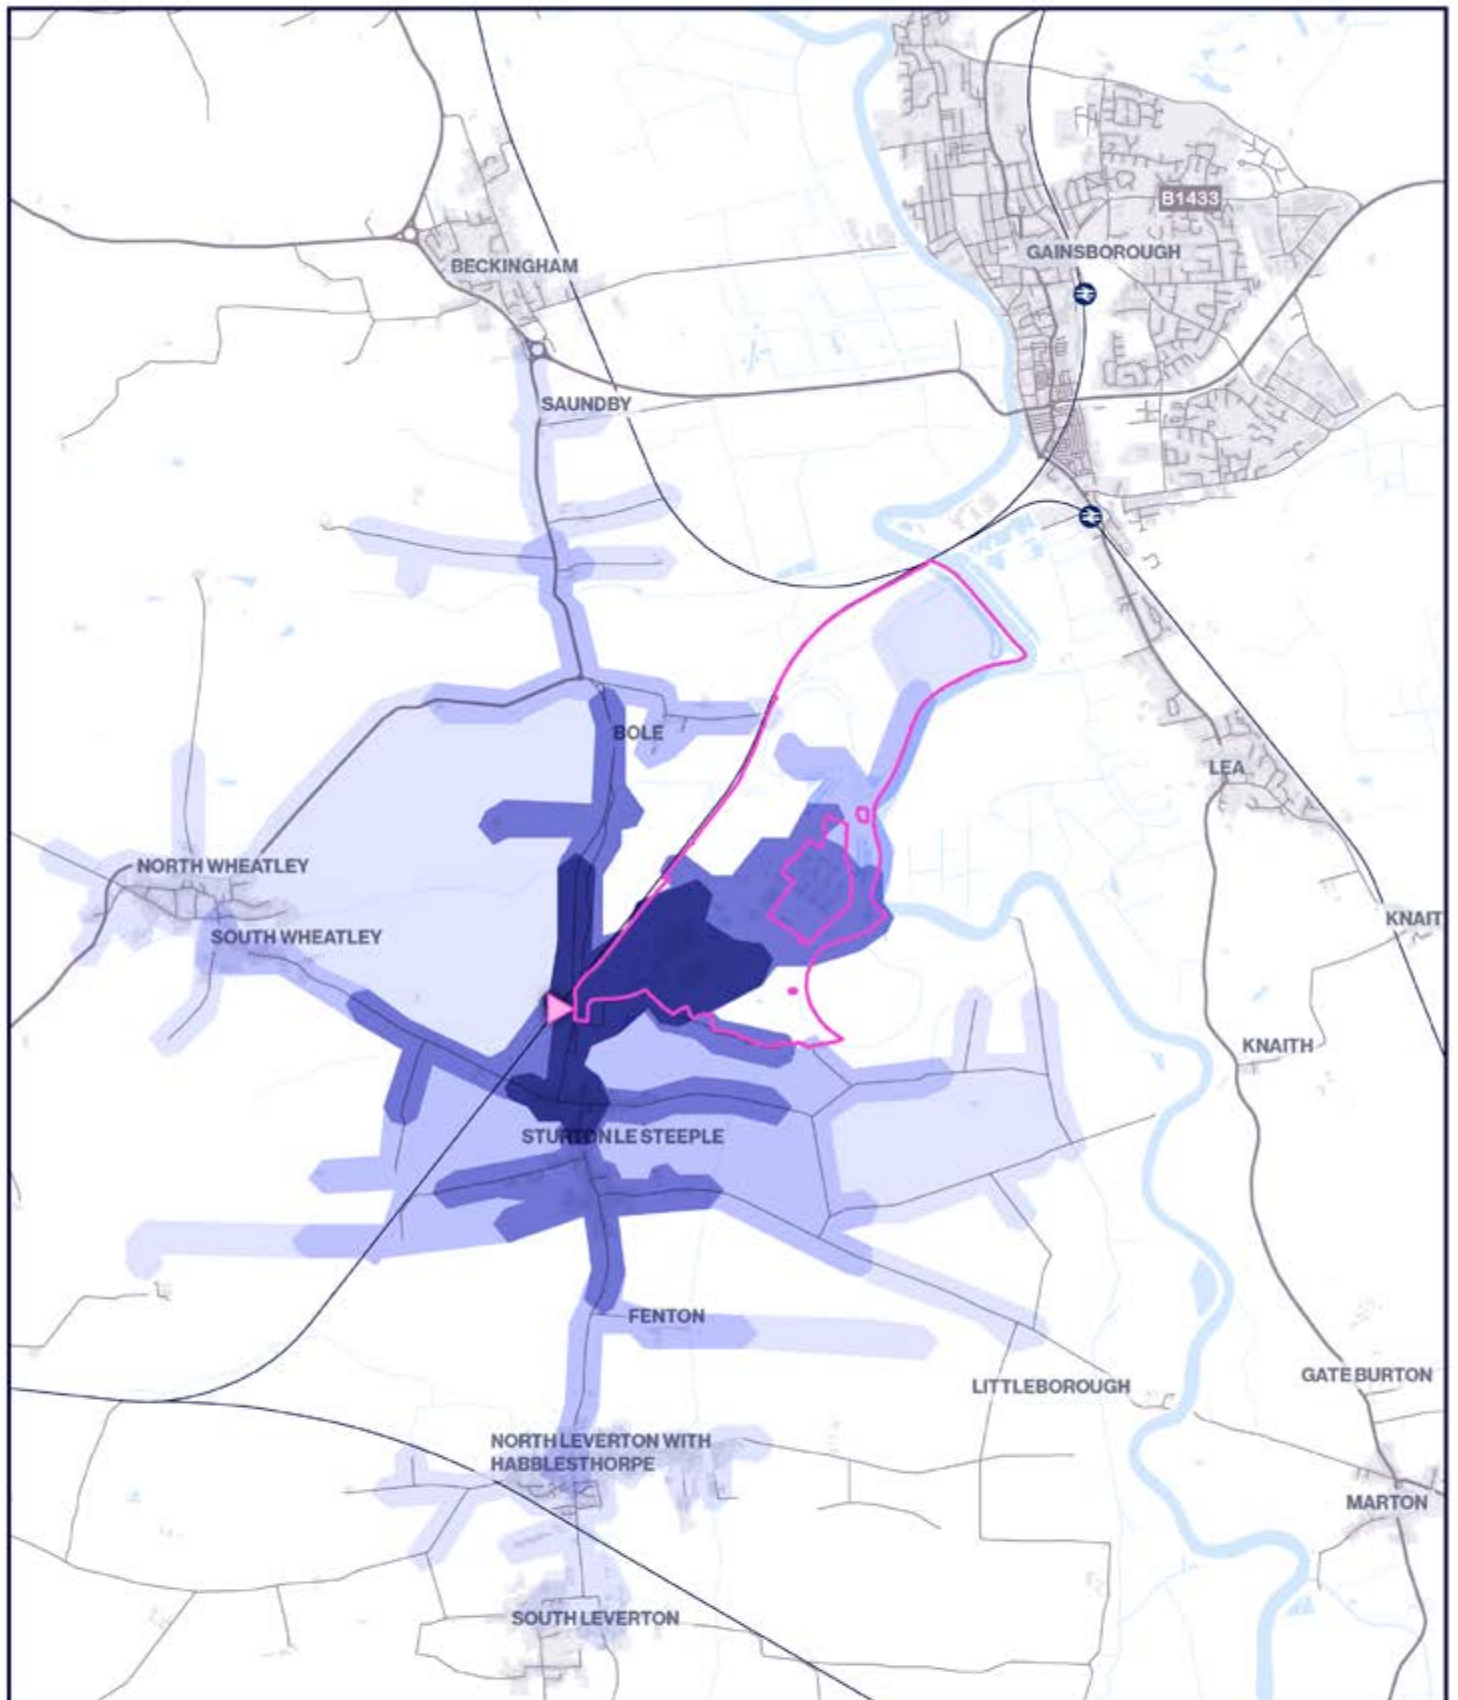 B1433
GAINSBOROUGH
BECKINGHAM
SAUNDBY
BOLE
LEA
NORTH WHEATLEY
KNAIT
SOUTH WHEATLEY
KNAITH
STURTON LE STEEPLE
FENTON
GATE BURTON
LITTLEBOROUGH
NORTH LEVERTON WITH
HABBLESTHORPE
MARTON
SOUTH LEVERTON